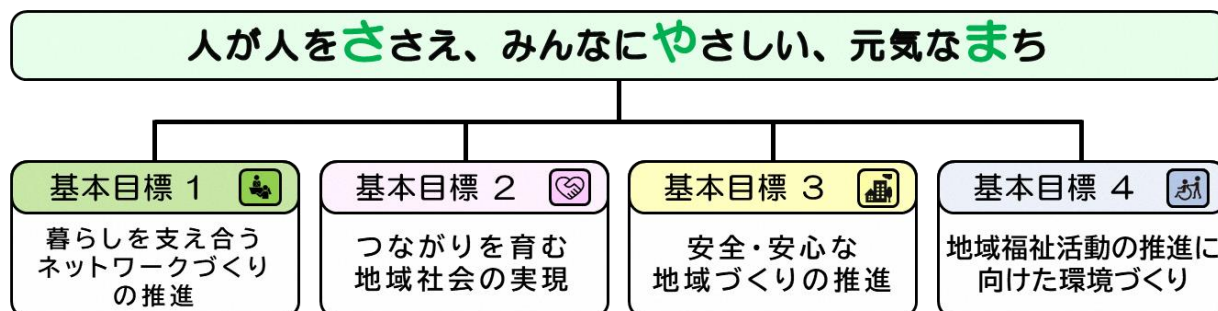 人が人をささえ、みんなにやさしい、元気なまち
基本目標 1
暮らしを支え合う
ネットワークづくり
の推進
基本目標 2
つながりを育む
地域社会の実現
基本目標 3
安全・安心な
地域づくりの推進
基本目標 4
地域福祉活動の推進に
向けた環境づくり